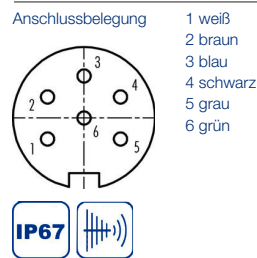 Anschlussbelegung
1 weiß
2 braun
3 blau
4 schwarz
5 grau
6 grün
3
2
4
6
1
5
IP67